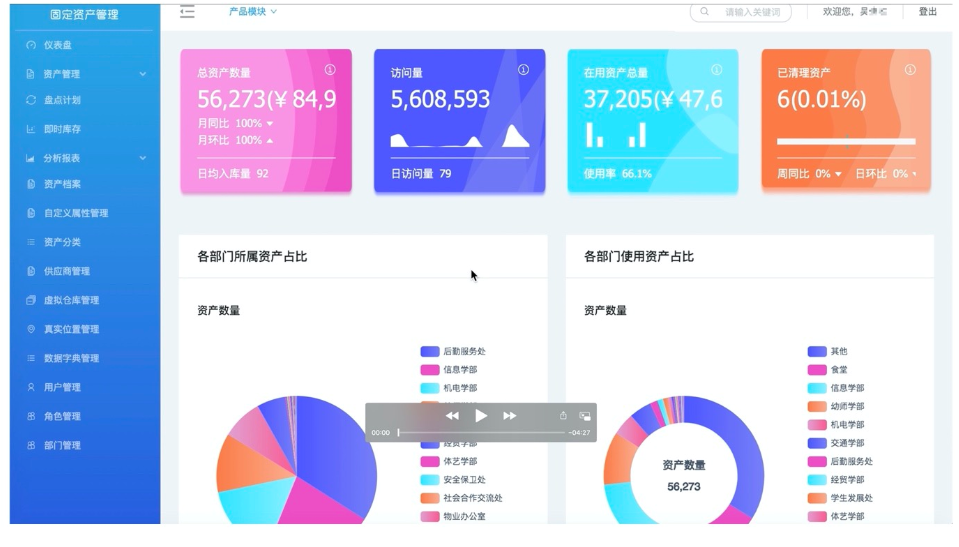 固定资产管理
产品模块
请输入关键词
欢迎您，吴
登出
仪表盘
资产管理
盘点计划
即时库存
分析报表
资产档案
自定义属性管理
资产分类
供应商管理
虚拟仓库管理
真实位置管理
数据字典管理
用户管理
角色管理
部门管理
总资产数量
56,273(¥ 84,9
月同比 100%
月环比 100%
日均入库量 92
访问量
5,608,593
日访问量 79
在用资产总量
37,205(¥ 47,6
使用率 66.1%
已清理资产
6(0.01%)
周同比 0% 日环比 0%
各部门所属资产占比
资产数量
后勤服务处
信息学部
机电学部
经贸学部
体艺学部
安全保卫处
社会合作交流处
物业办公室
00:00
-04:27
各部门使用资产占比
资产数量
其他
食堂
信息学部
幼师学部
机电学部
交通学部
后勤服务处
经贸学部
学生发展处
体艺学部
资产数量
56,273